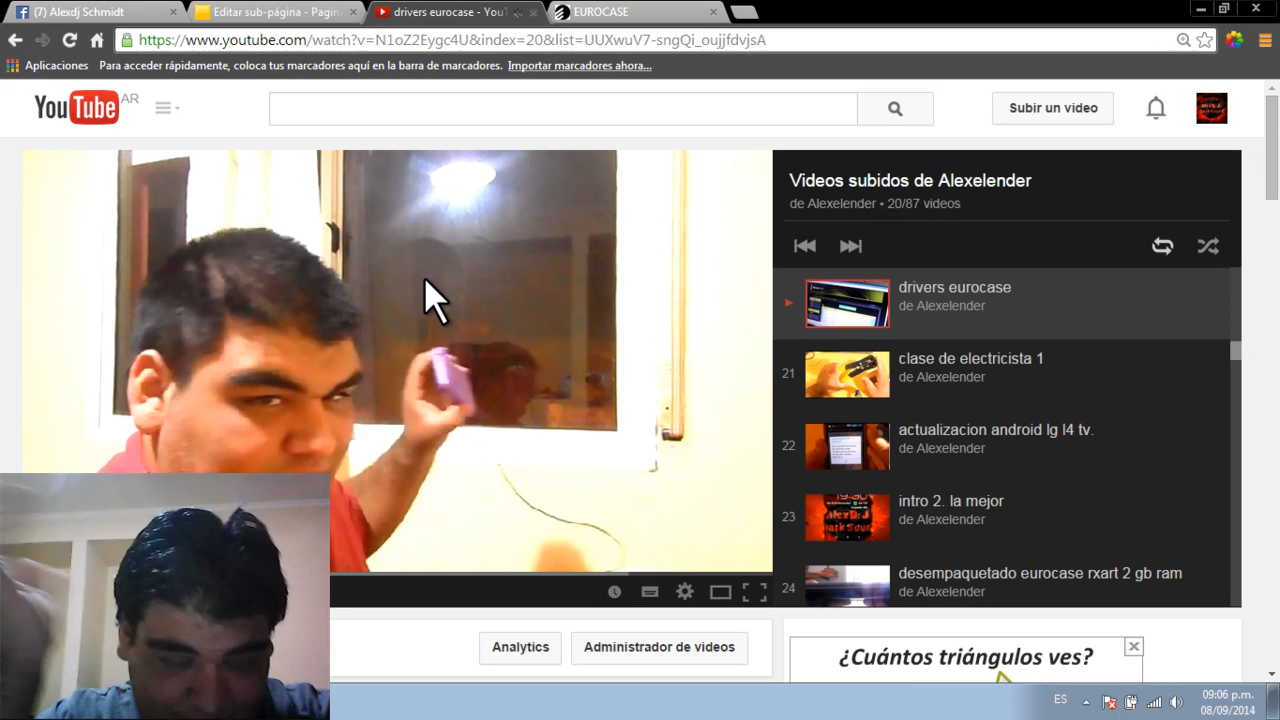 (7) Alexdj Schmidt
Editar sub-página - Pagina
drivers eurocase - YouT
EUROCASE
https://www.youtube.com/watch?v=N1oZ2Eygc4U&index=20&list=UUXwuV7-sngQi_oujjfdvjsA
Aplicaciones Para acceder rápidamente, coloca tus marcadores aquí en la barra de marcadores. Importar marcadores ahora...
YouTube AR
Subir un video
Videos subidos de Alexelender
de Alexelender • 20/87 videos
drivers eurocase
de Alexelender
21
clase de electricista 1
de Alexelender
22
actualizacion android lg l4 tv.
de Alexelender
23
intro 2. la mejor
de Alexelender
24
desempaquetado eurocase rxart 2 gb ram
de Alexelender
Analytics
Administrador de videos
¿Cuántos triángulos ves?
ES
09:06 p.m.
08/09/2014